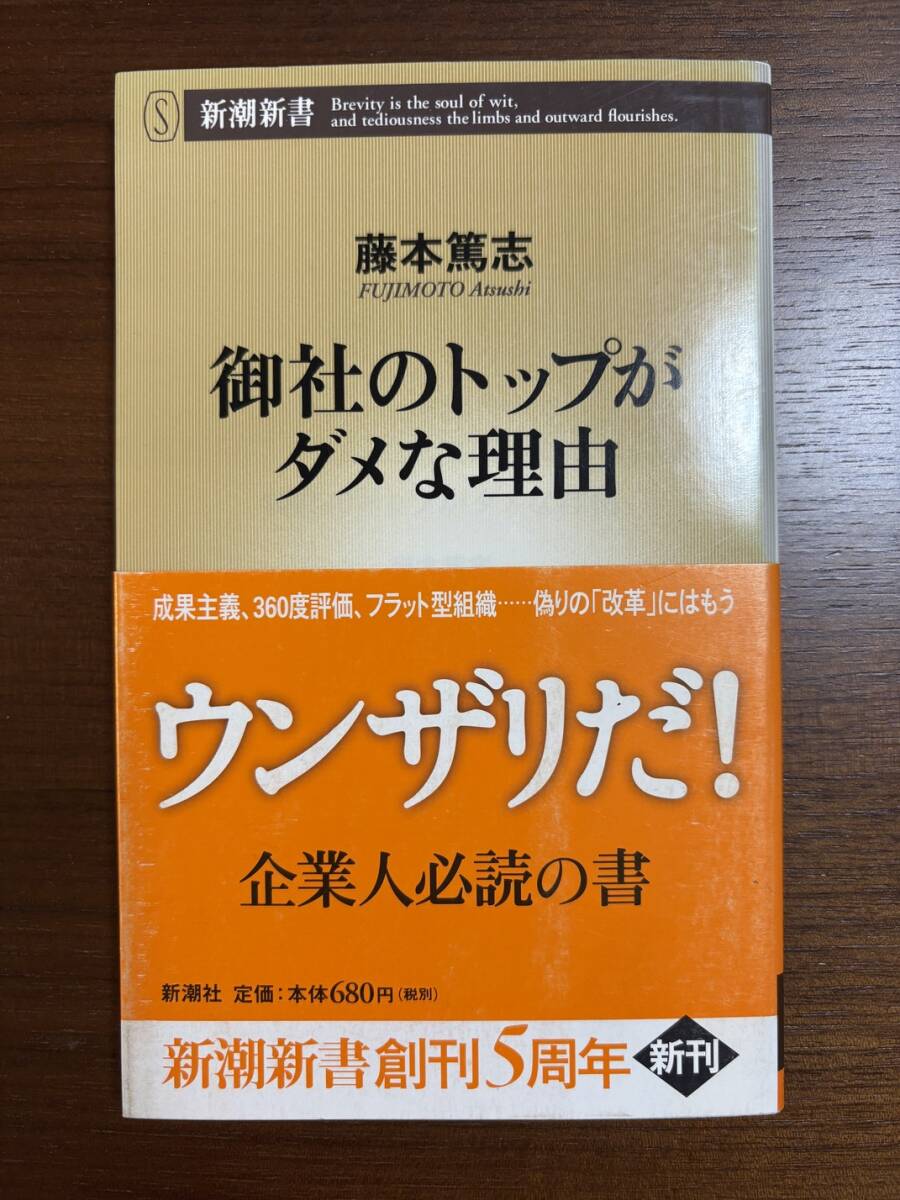 S
新潮新書
Brevity is the soul of wit,
and tediousness the limbs and outward flourishes.
藤本篤志
FUJIMOTO Atsushi
御社のトップが
ダメな理由
成果主義、360度評価、フラット型組織……偽りの「改革」にはもう
ウンザリだ！
企業人必読の書
新潮社 定価：本体680円（税別）
新潮新書創刊5周年 新刊